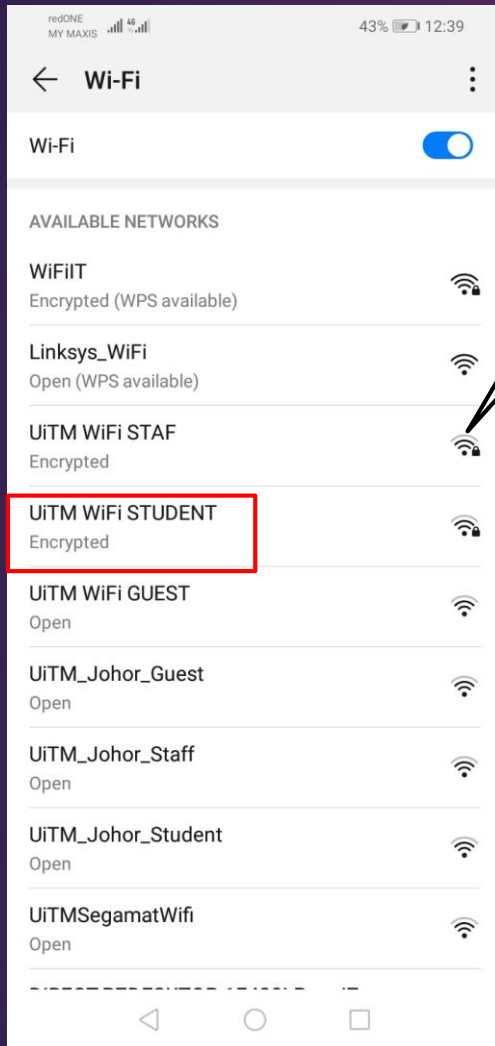 redONE
MY MAXIS
46
43% 12:39
Wi-Fi
Wi-Fi
AVAILABLE NETWORKS
WiFiIT
Encrypted (WPS available)
Linksys_WiFi
Open (WPS available)
UiTM WiFi STAF
Encrypted
UiTM WiFi STUDENT
Encrypted
UiTM WiFi GUEST
Open
UiTM_Johor_Guest
Open
UiTM_Johor_Staff
Open
UiTM_Johor_Student
Open
UiTMSegamatWifi
Open